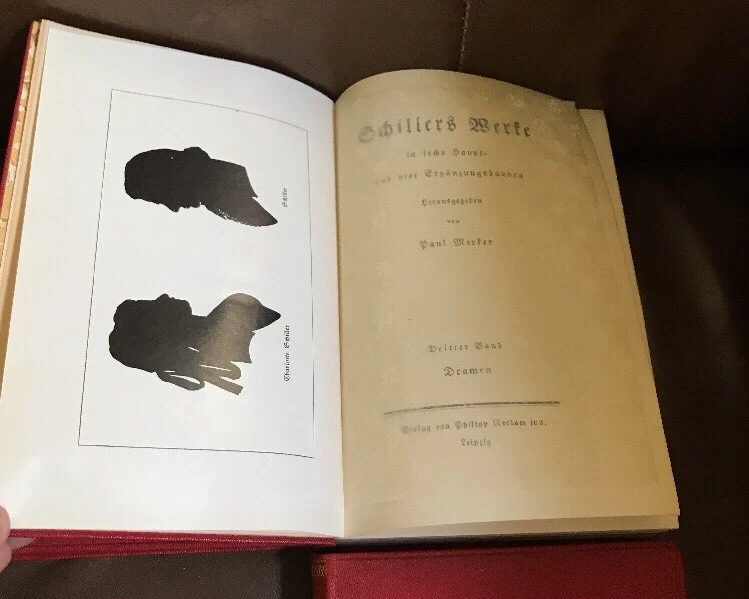 Schiller
Charlotte Schiller
Schillers Werke
in sechs Haupt-
und vier Ergänzungsbänden
Herausgegeben
von
Paul Merker
Dritter Band
Dramen
Verlag von Philipp Reclam jun.
Leipzig